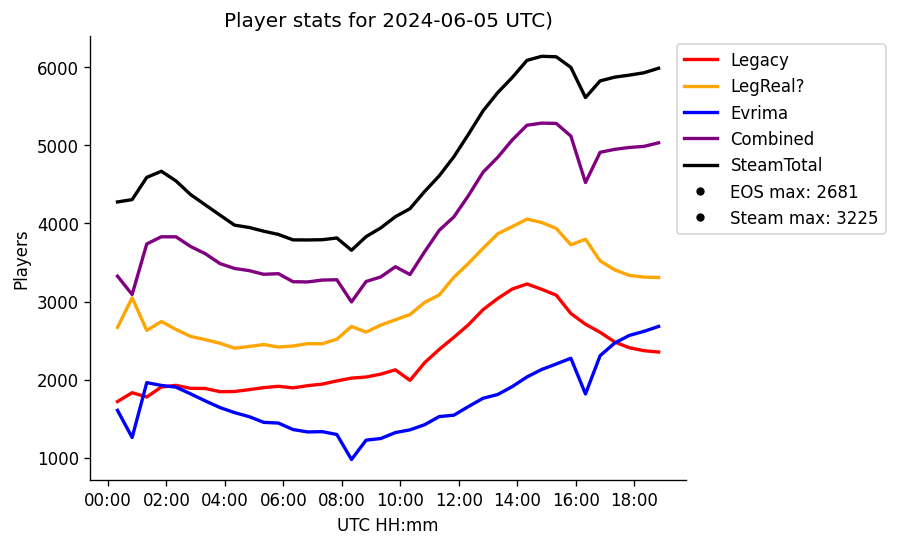 Player stats for 2024-06-05 UTC)
Legacy
LegReal?
Evrima
Combined
SteamTotal
EOS max: 2681
Steam max: 3225
6000
5000
4000
3000
2000
1000
Players
00:00 02:00 04:00 06:00 08:00 10:00 12:00 14:00 16:00 18:00
UTC HH:mm